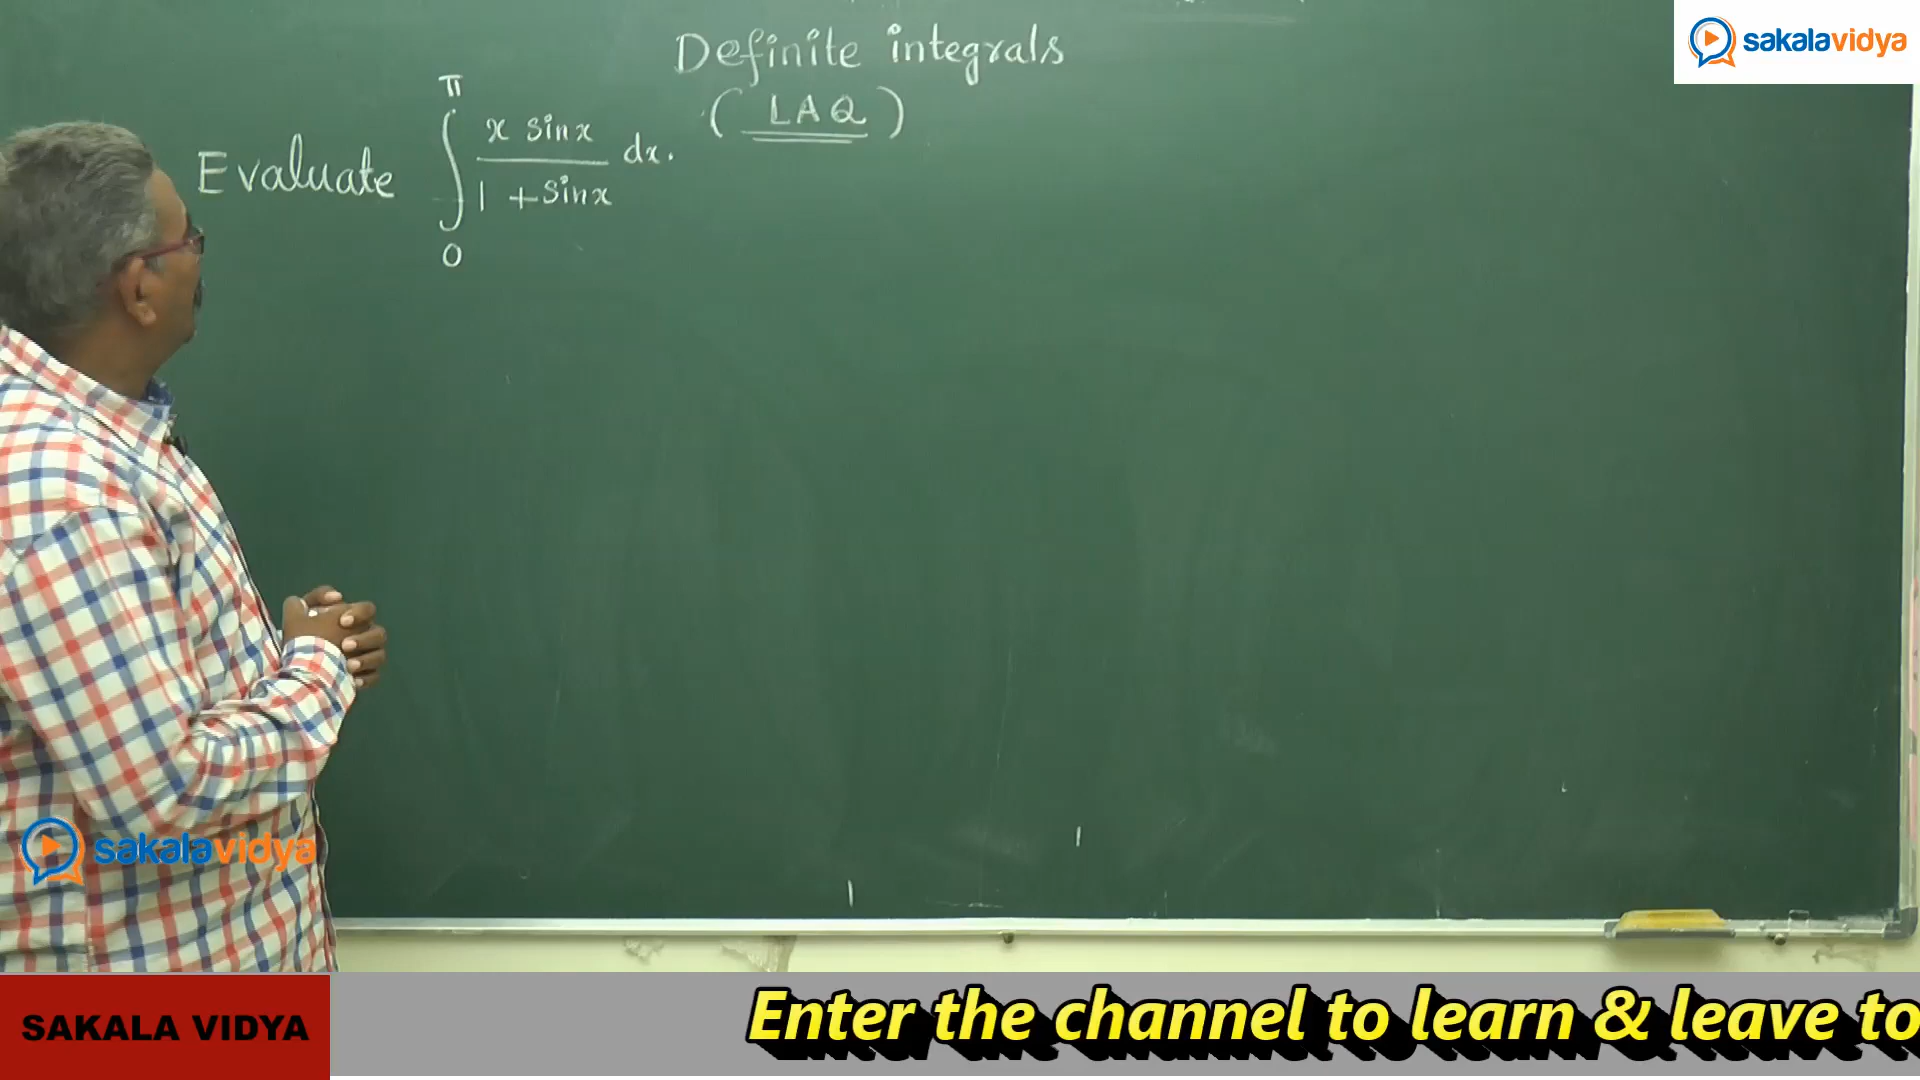 Definite integrals
( LAQ )
Evaluate ∫₀^π (x sinx)/(1 + sinx) dx.
sakalavidya
sakalavidya
SAKALA VIDYA
Enter the channel to learn & leave to